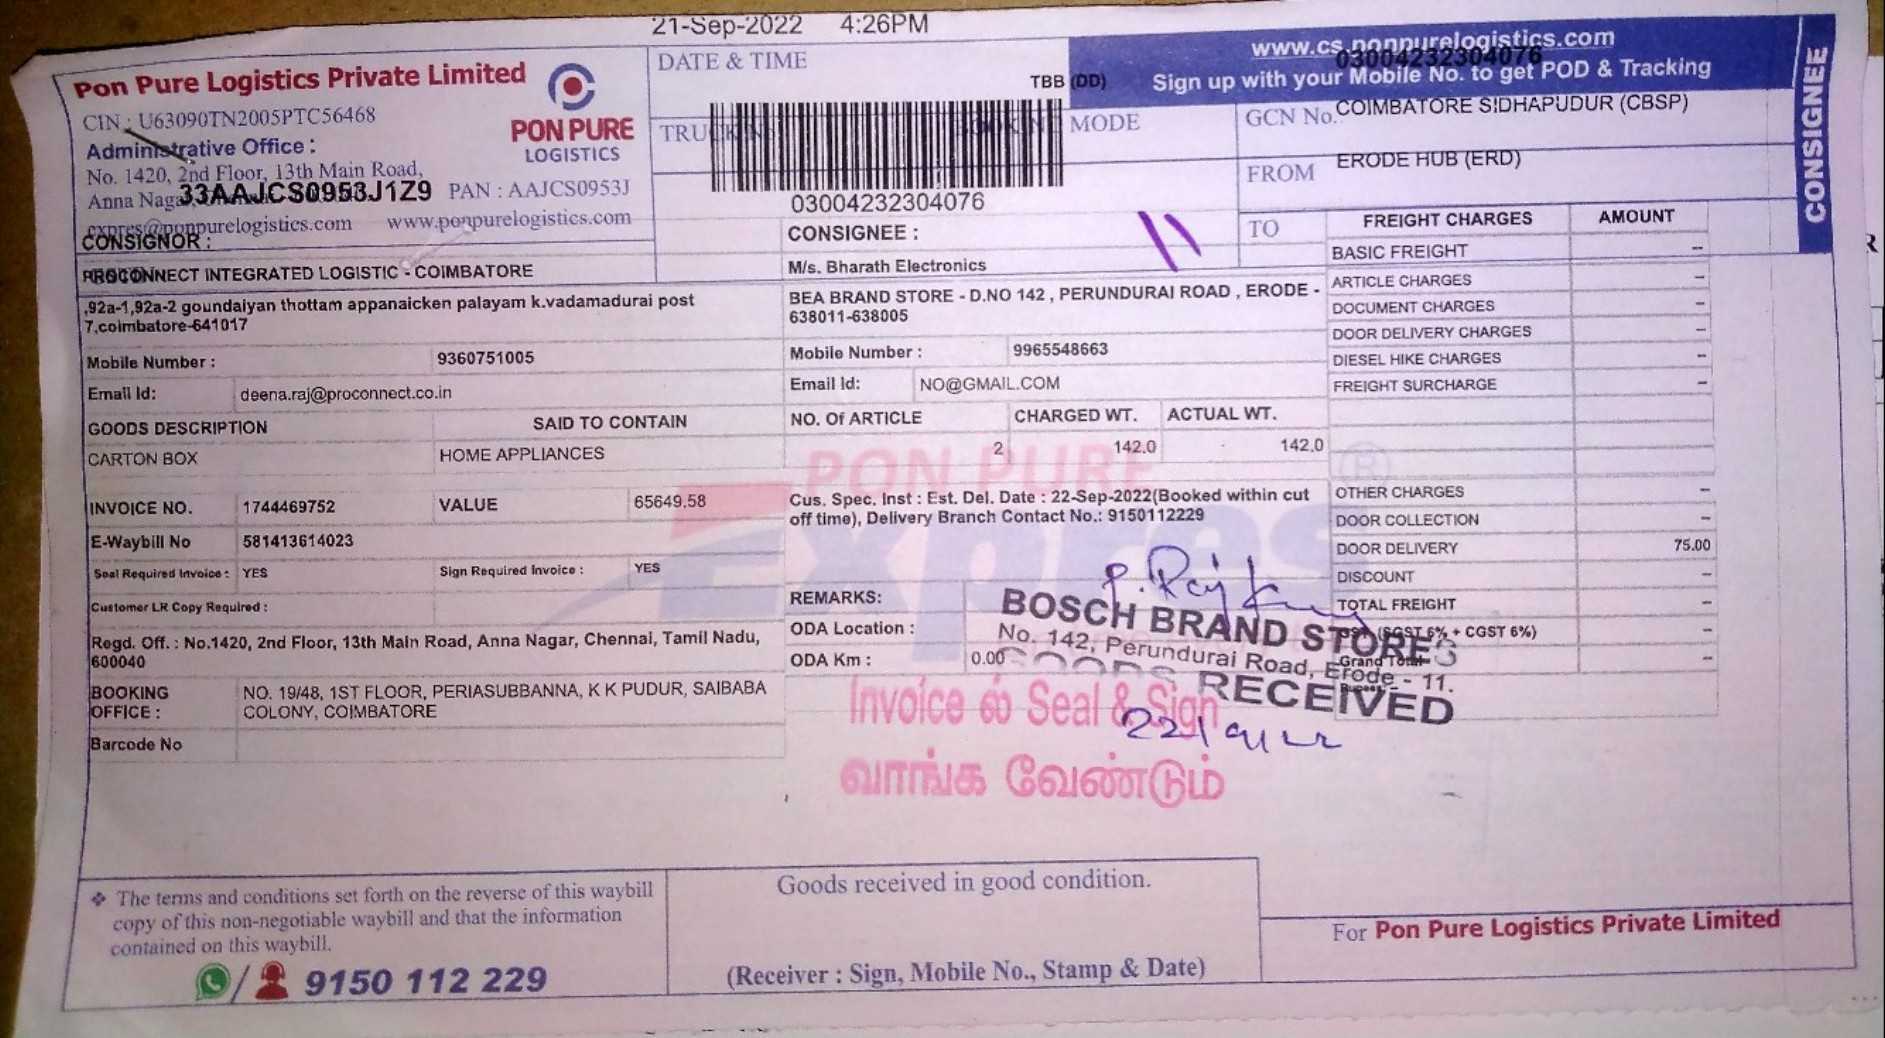 21-Sep-2022 4:26PM
Pon Pure Logistics Private Limited
CIN : U63090TN2005PTC56468
Administrative Office :
No. 1420, 2nd Floor, 13th Main Road,
Anna Nagar
33AAJCS0953J1Z9 PAN : AAJCS0953J
expres@ponpurelogistics.com www.ponpurelogistics.com
PON PURE
LOGISTICS
DATE & TIME
TBB (DD)
MODE
03004232304076
www.cs.ponpurelogistics.com
03004232304076
Sign up with your Mobile No. to get POD & Tracking
GCN No. COIMBATORE SIDHAPUDUR (CBSP)
FROM ERODE HUB (ERD)
TO
CONSIGNEE
CONSIGNOR :
PROCONNECT INTEGRATED LOGISTIC - COIMBATORE
,92a-1,92a-2 goundaiyan thottam appanaicken palayam k.vadamadurai post
7,coimbatore-641017
Mobile Number : 9360751005
Email Id: deena.raj@proconnect.co.in
CONSIGNEE :
M/s. Bharath Electronics
BEA BRAND STORE - D.NO 142 , PERUNDURAI ROAD , ERODE -
638011-638005
Mobile Number : 9965548663
Email Id: NO@GMAIL.COM
GOODS DESCRIPTION SAID TO CONTAIN NO. Of ARTICLE CHARGED WT. ACTUAL WT.
CARTON BOX HOME APPLIANCES 2 142.0 142.0
INVOICE NO. 1744469752 VALUE 65649.58
E-Waybill No 581413614023
Seal Required Invoice : YES Sign Required Invoice : YES
Customer LR Copy Required :
Regd. Off. : No.1420, 2nd Floor, 13th Main Road, Anna Nagar, Chennai, Tamil Nadu,
600040
BOOKING OFFICE : NO. 19/48, 1ST FLOOR, PERIASUBBANNA, K K PUDUR, SAIBABA
COLONY, COIMBATORE
Barcode No
Cus. Spec. Inst : Est. Del. Date : 22-Sep-2022(Booked within cut
off time), Delivery Branch Contact No.: 9150112229
REMARKS:
ODA Location :
ODA Km : 0.00
PON PURE
Expres
FREIGHT CHARGES AMOUNT
BASIC FREIGHT --
ARTICLE CHARGES --
DOCUMENT CHARGES --
DOOR DELIVERY CHARGES --
DIESEL HIKE CHARGES --
FREIGHT SURCHARGE --
OTHER CHARGES --
DOOR COLLECTION --
DOOR DELIVERY 75.00
DISCOUNT --
TOTAL FREIGHT --
(SGST 6% + CGST 6%) --
Grand Total --
BOSCH BRAND STORE
No. 142, Perundurai Road, Erode - 11.
GOODS RECEIVED
Invoice ல் Seal & Sign
வாங்க வேண்டும்
The terms and conditions set forth on the reverse of this waybill
copy of this non-negotiable waybill and that the information
contained on this waybill.
9150 112 229
Goods received in good condition.
(Receiver : Sign, Mobile No., Stamp & Date)
For Pon Pure Logistics Private Limited